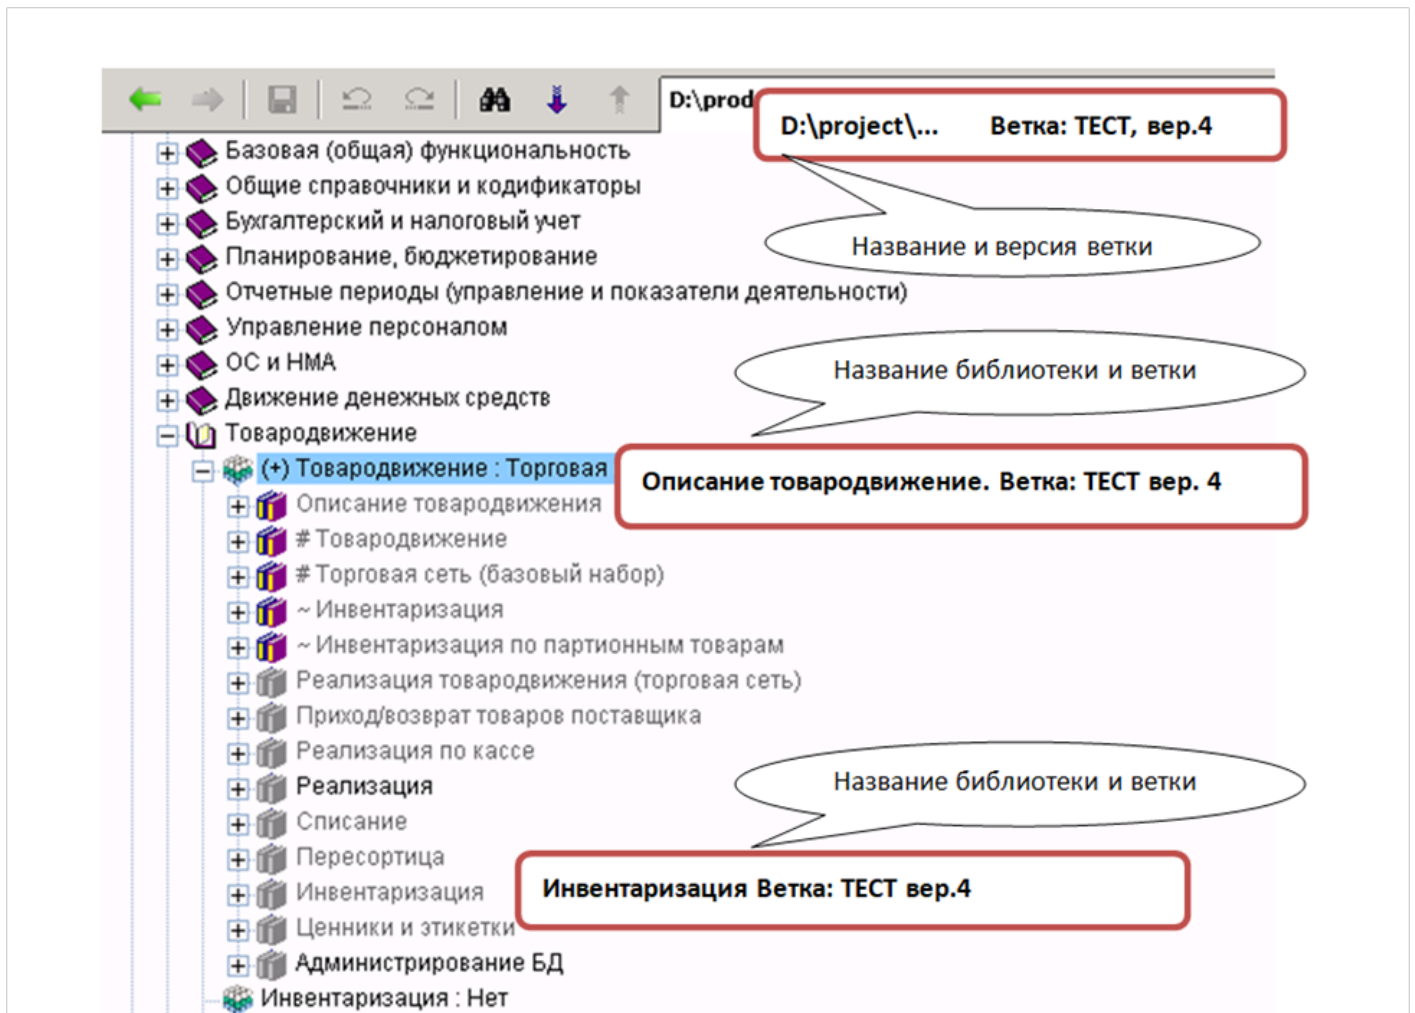 D:\prod
D:\project\... Ветка: ТЕСТ, вер.4
Базовая (общая) функциональность
Общие справочники и кодификаторы
Бухгалтерский и налоговый учет
Название и версия ветки
Планирование, бюджетирование
Отчетные периоды (управление и показатели деятельности)
Управление персоналом
ОС и НМА
Название библиотеки и ветки
Движение денежных средств
Товародвижение
(+) Товародвижение : Торговая
Описание товародвижение. Ветка: ТЕСТ вер. 4
Описание товародвижения
# Товародвижение
# Торговая сеть (базовый набор)
~ Инвентаризация
~ Инвентаризация по партионным товарам
Реализация товародвижения (торговая сеть)
Приход/возврат товаров поставщика
Реализация по кассе
Название библиотеки и ветки
Реализация
Списание
Пересортица
Инвентаризация
Инвентаризация Ветка: ТЕСТ вер.4
Ценники и этикетки
Администрирование БД
Инвентаризация : Нет